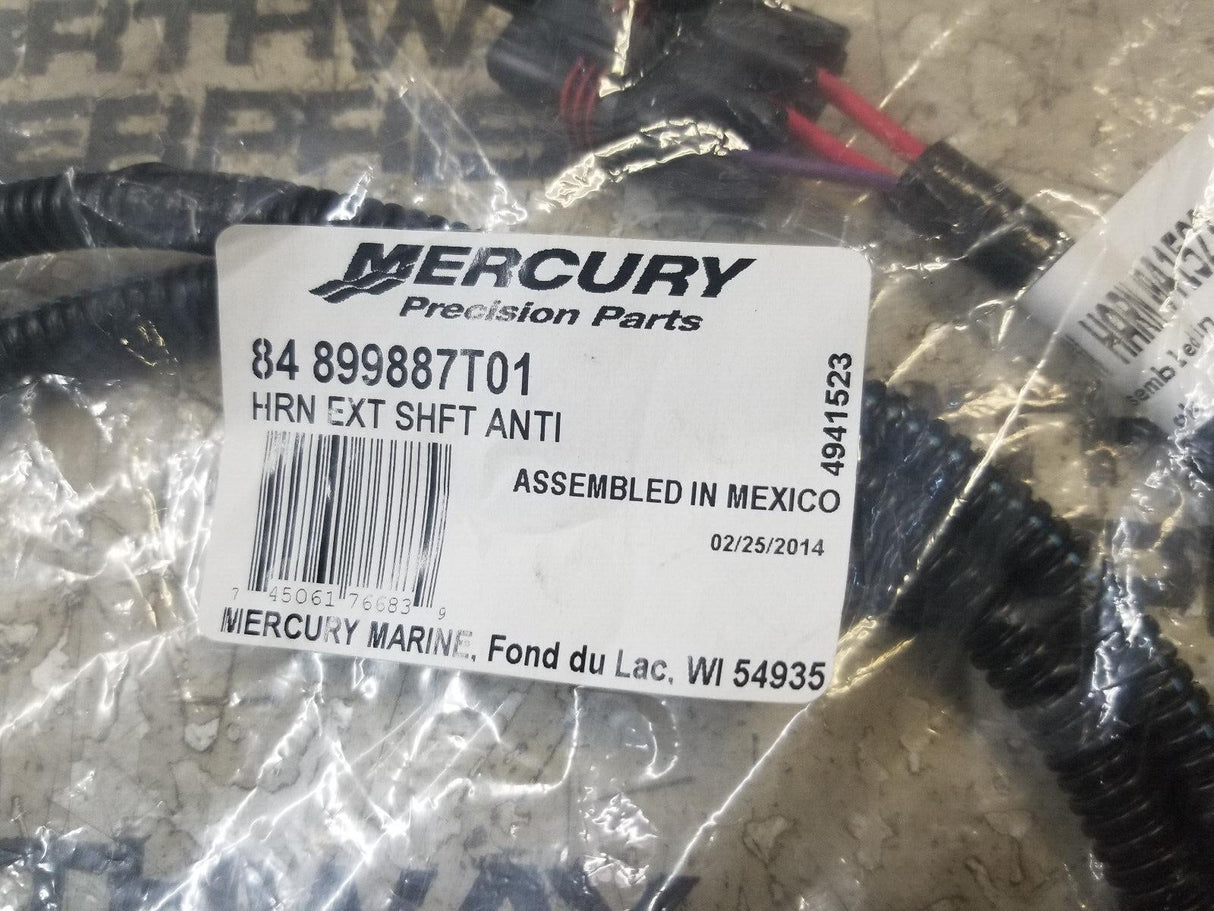 MERCURY
Precision Parts
84 899887T01
HRN EXT SHFT ANTI
4941523
ASSEMBLED IN MEXICO
02/25/2014
7 45061 76683 9
MERCURY MARINE, Fond du Lac, WI 54935